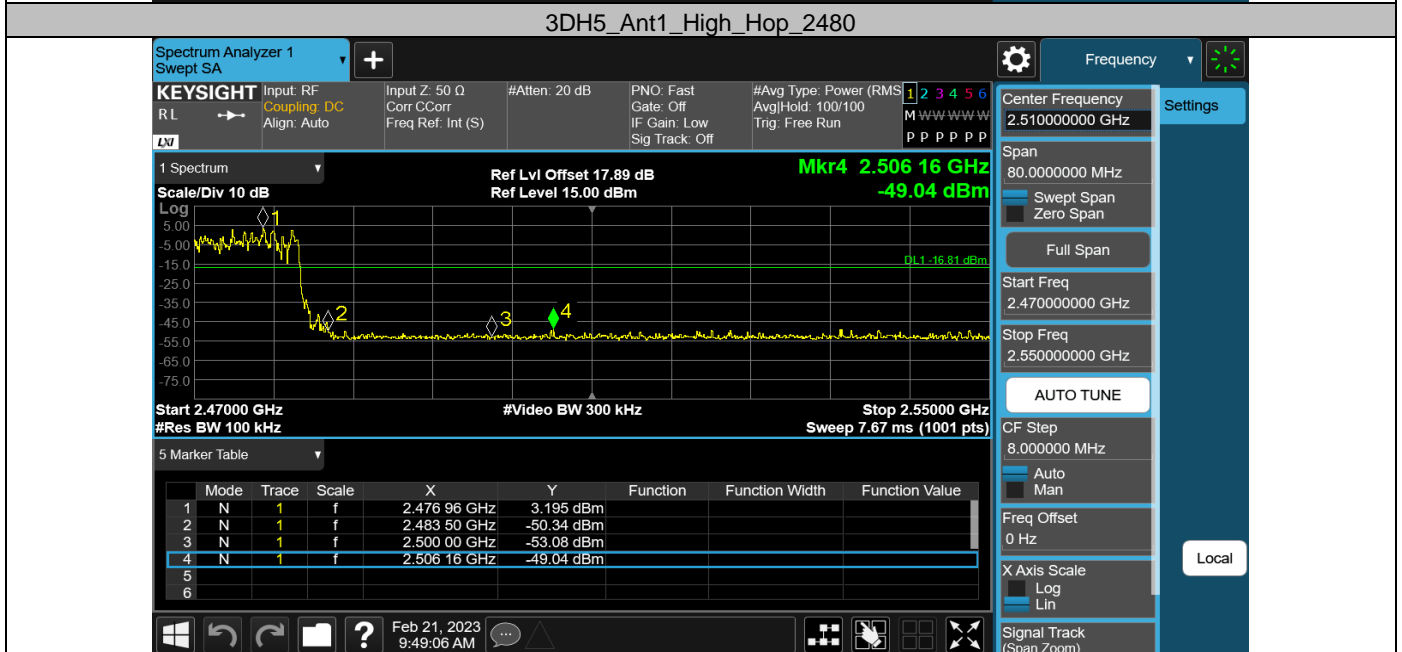 3DH5_Ant1_High_Hop_2480
Spectrum Analyzer 1
Swept SA
Frequency
KEYSIGHT
RL
LXI
Input: RF
Coupling: DC
Align: Auto
Input Z: 50 Ω
Corr CCorr
Freq Ref: Int (S)
#Atten: 20 dB
PNO: Fast
Gate: Off
IF Gain: Low
Sig Track: Off
#Avg Type: Power (RMS
Avg|Hold: 100/100
Trig: Free Run
1 2 3 4 5 6
M W W W W W
P P P P P P
1 Spectrum
Scale/Div 10 dB
Ref Lvl Offset 17.89 dB
Ref Level 15.00 dBm
Mkr4 2.506 16 GHz
-49.04 dBm
Log
5.00
-5.00
-15.0
-25.0
-35.0
-45.0
-55.0
-65.0
-75.0
1
2
3
4
DL1 -16.81 dBm
Start 2.47000 GHz
#Res BW 100 kHz
#Video BW 300 kHz
Stop 2.55000 GHz
Sweep 7.67 ms (1001 pts)
5 Marker Table
Mode Trace Scale X Y Function Function Width Function Value
1 N 1 f 2.476 96 GHz 3.195 dBm
2 N 1 f 2.483 50 GHz -50.34 dBm
3 N 1 f 2.500 00 GHz -53.08 dBm
4 N 1 f 2.506 16 GHz -49.04 dBm
5
6
?
Feb 21, 2023
9:49:06 AM
Center Frequency
2.510000000 GHz
Settings
Span
80.0000000 MHz
Swept Span
Zero Span
Full Span
Start Freq
2.470000000 GHz
Stop Freq
2.550000000 GHz
AUTO TUNE
CF Step
8.000000 MHz
Auto
Man
Freq Offset
0 Hz
X Axis Scale
Log
Lin
Local
Signal Track
(Span Zoom)